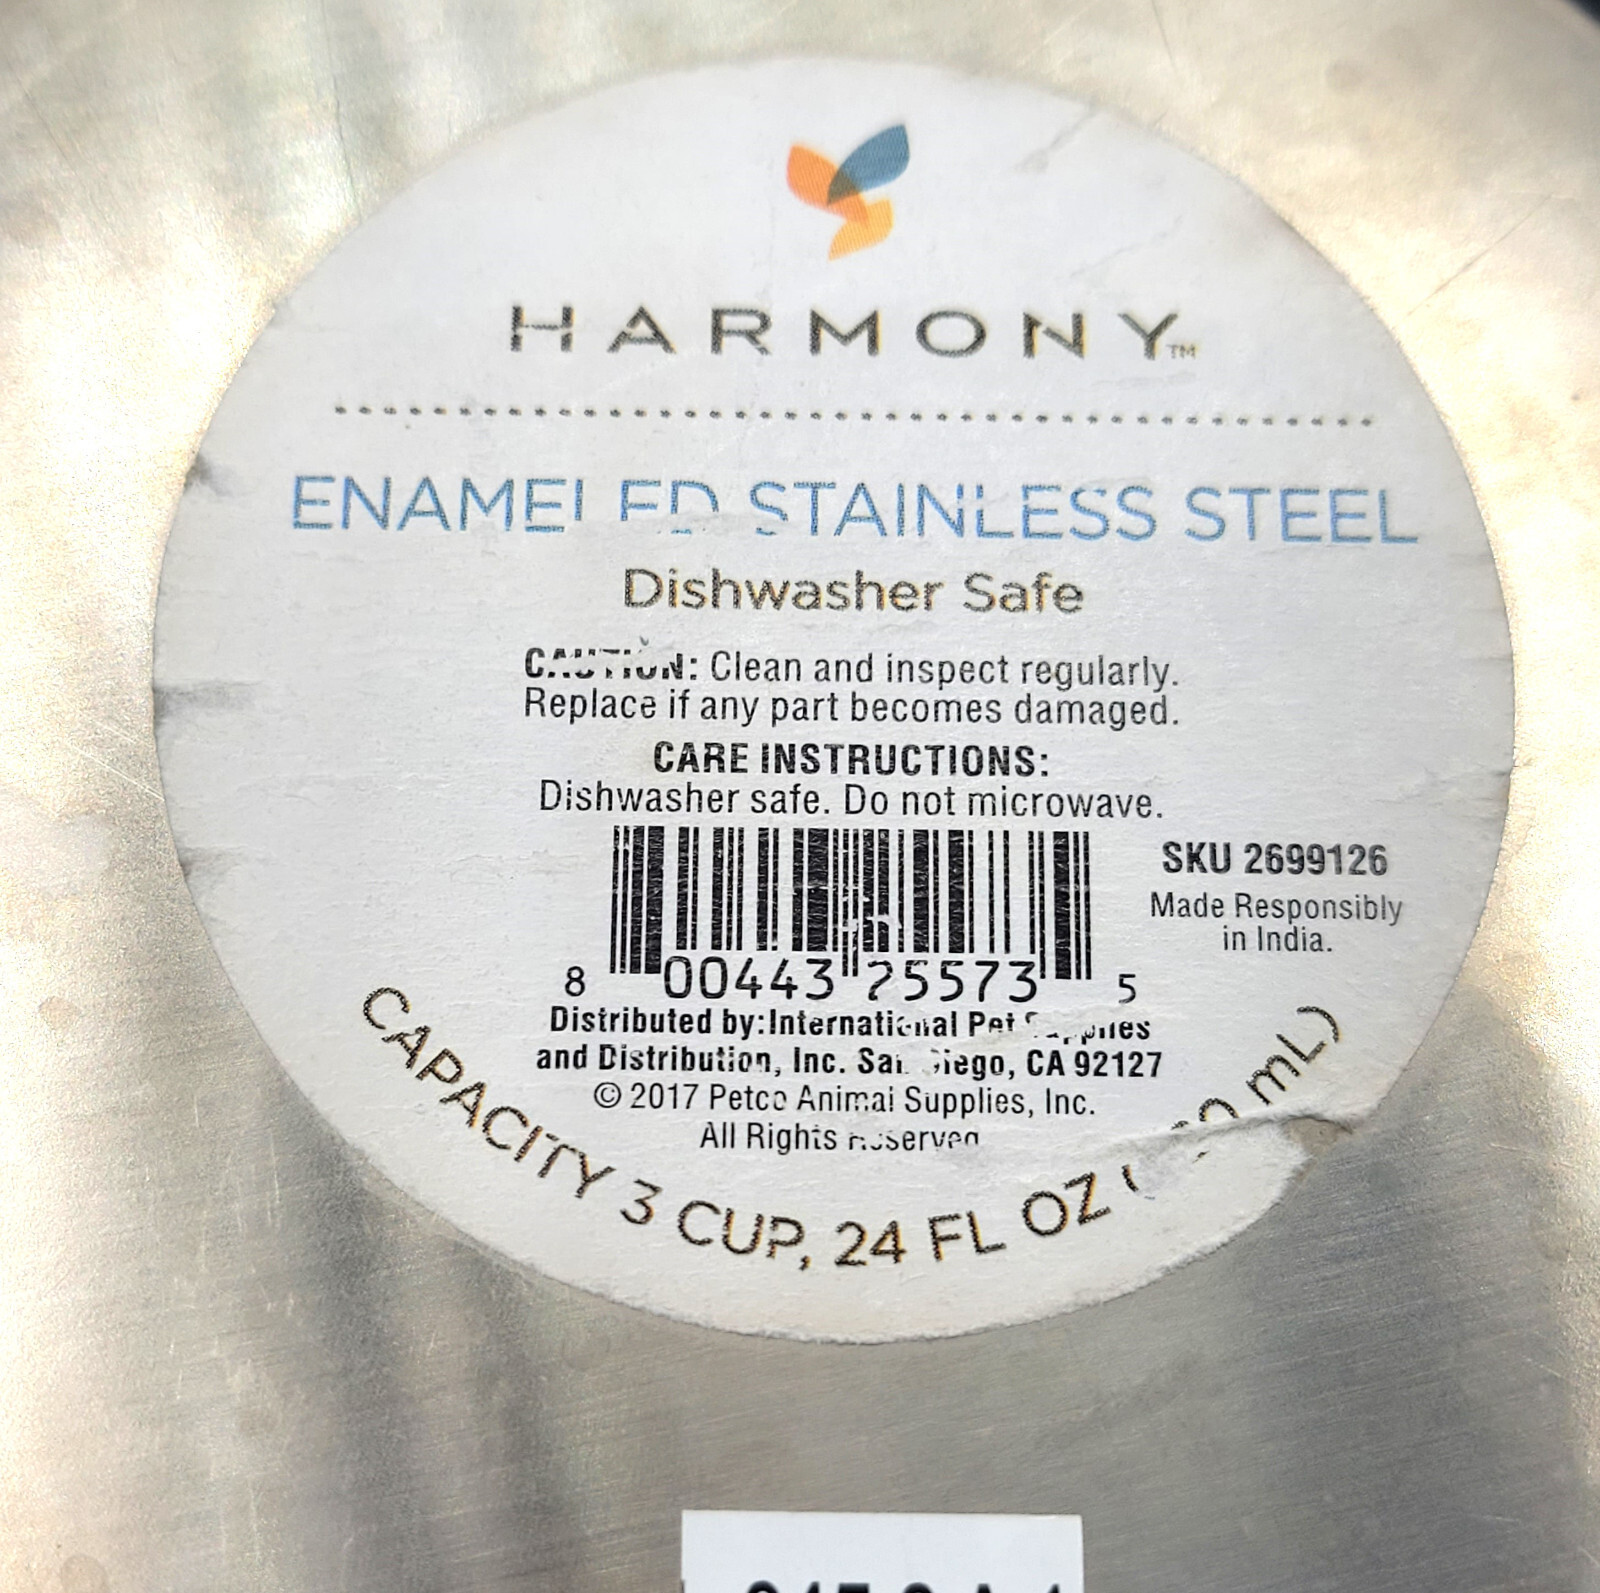 HARMONY™
ENAMELED STAINLESS STEEL
Dishwasher Safe
CAUTION: Clean and inspect regularly.
Replace if any part becomes damaged.
CARE INSTRUCTIONS:
Dishwasher safe. Do not microwave.
SKU 2699126
Made Responsibly
in India.
8 00443 25573 5
Distributed by:International Pet Supplies
and Distribution, Inc. San Diego, CA 92127
© 2017 Petco Animal Supplies, Inc.
All Rights Reserved
CAPACITY 3 CUP, 24 FL OZ ( mL)